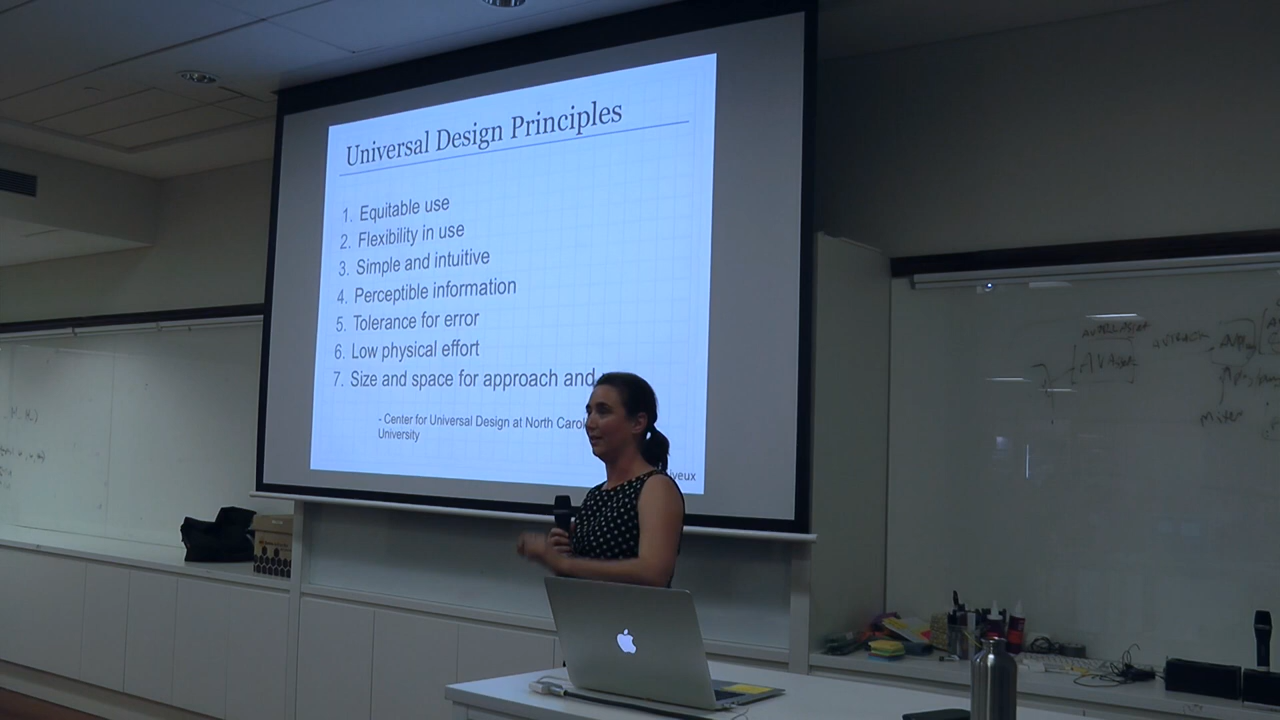 Universal Design Principles
1. Equitable use
2. Flexibility in use
3. Simple and intuitive
4. Perceptible information
5. Tolerance for error
6. Low physical effort
7. Size and space for approach and
- Center for Universal Design at North
University